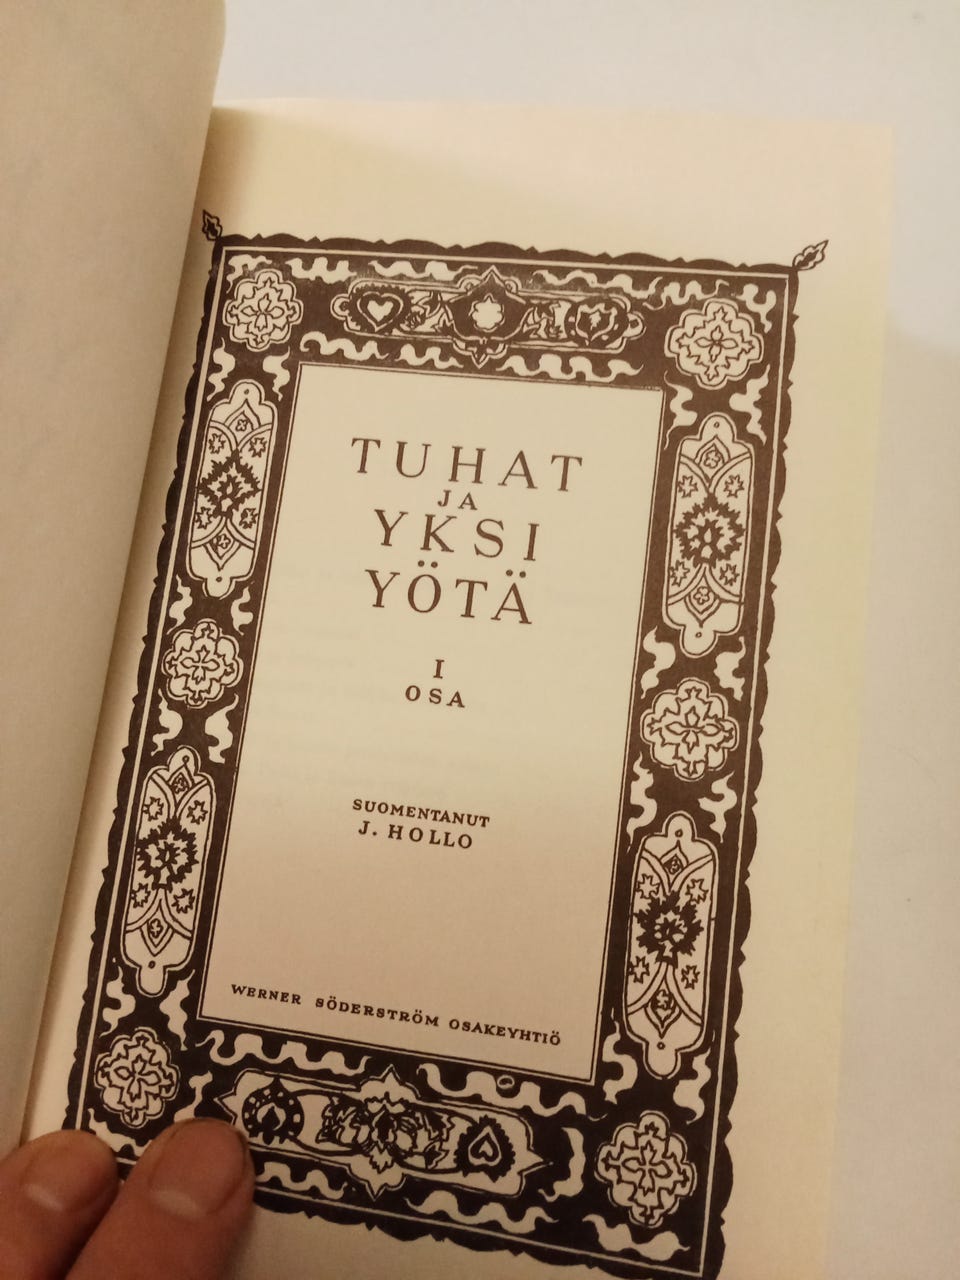 TUHAT
JA
YKSI
YÖTÄ
I
OSA
SUOMENTANUT
J. HOLLO
WERNER SÖDERSTRÖM OSAKEYHTIÖ